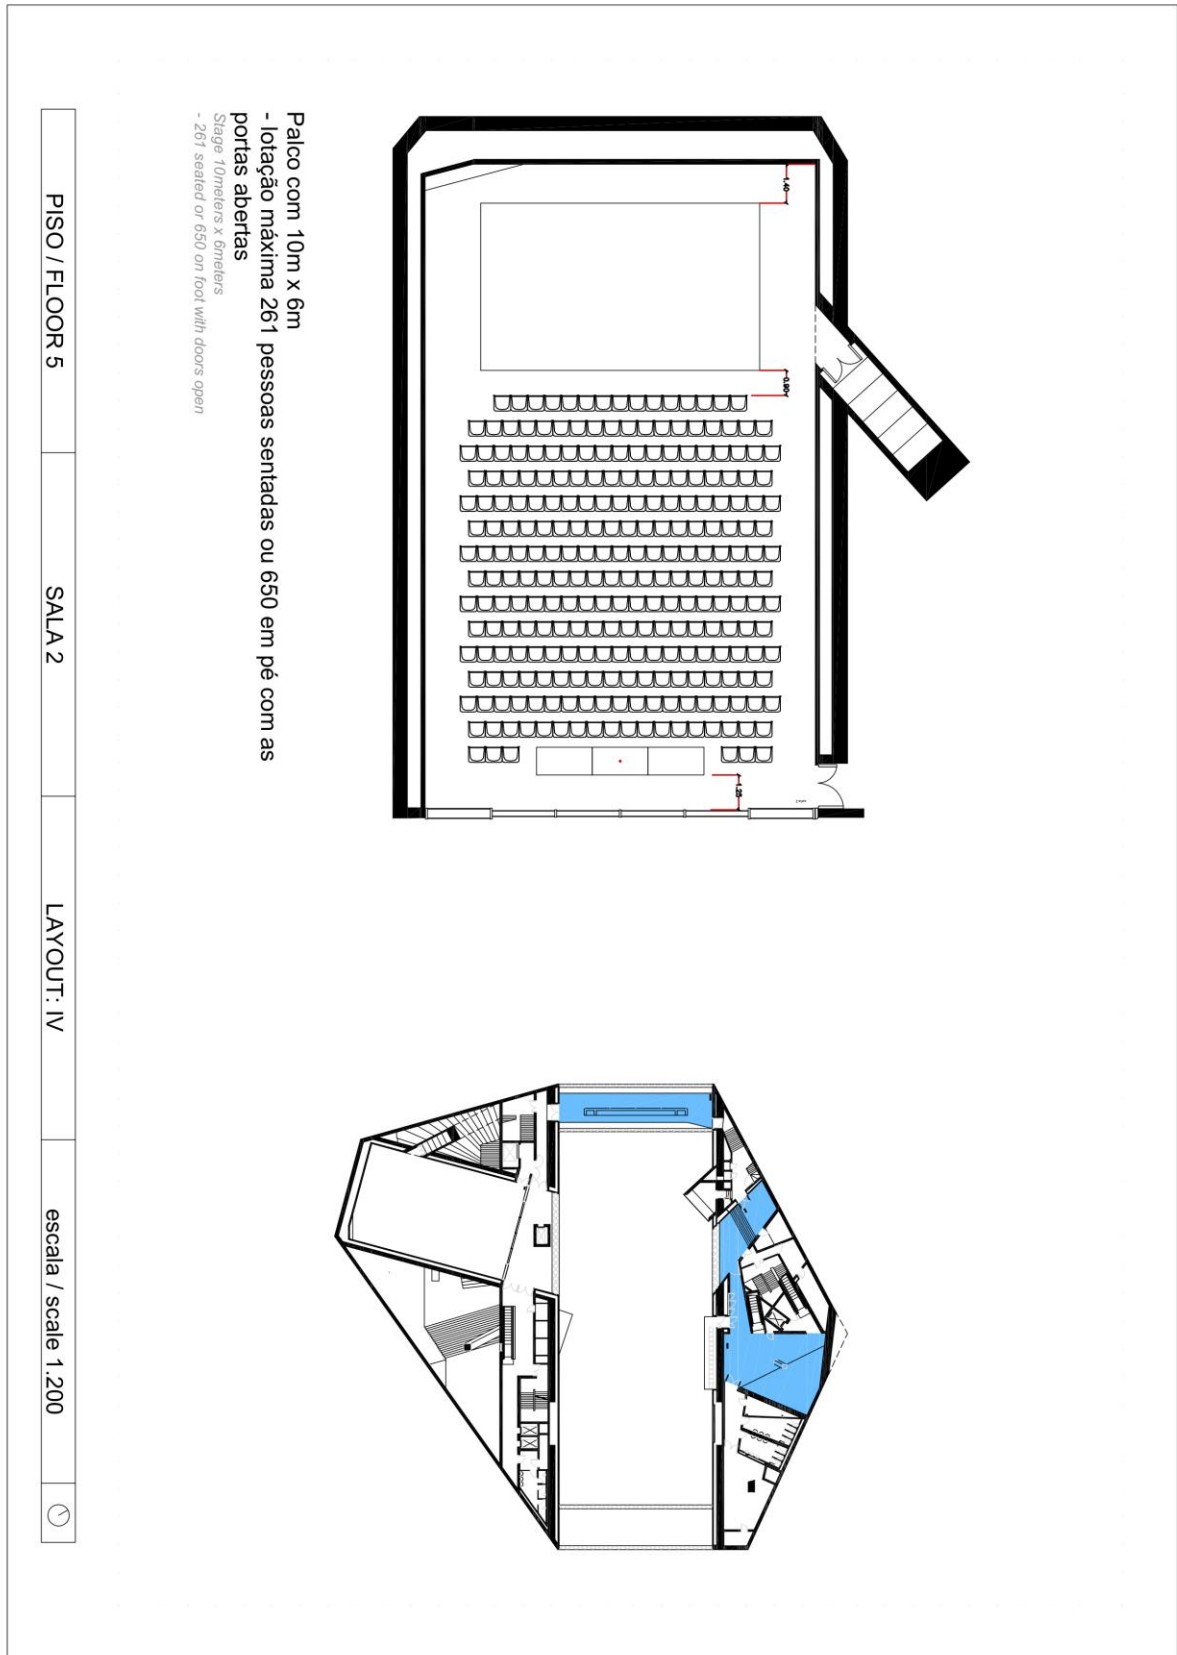 Palco com 10m x 6m
- lotação máxima 261 pessoas sentadas ou 650 em pé com as
portas abertas
Stage 10meters x 6meters
- 261 seated or 650 on foot with doors open
1.40
0.90
1.25
PISO / FLOOR 5
SALA 2
LAYOUT: IV
escala / scale 1.200